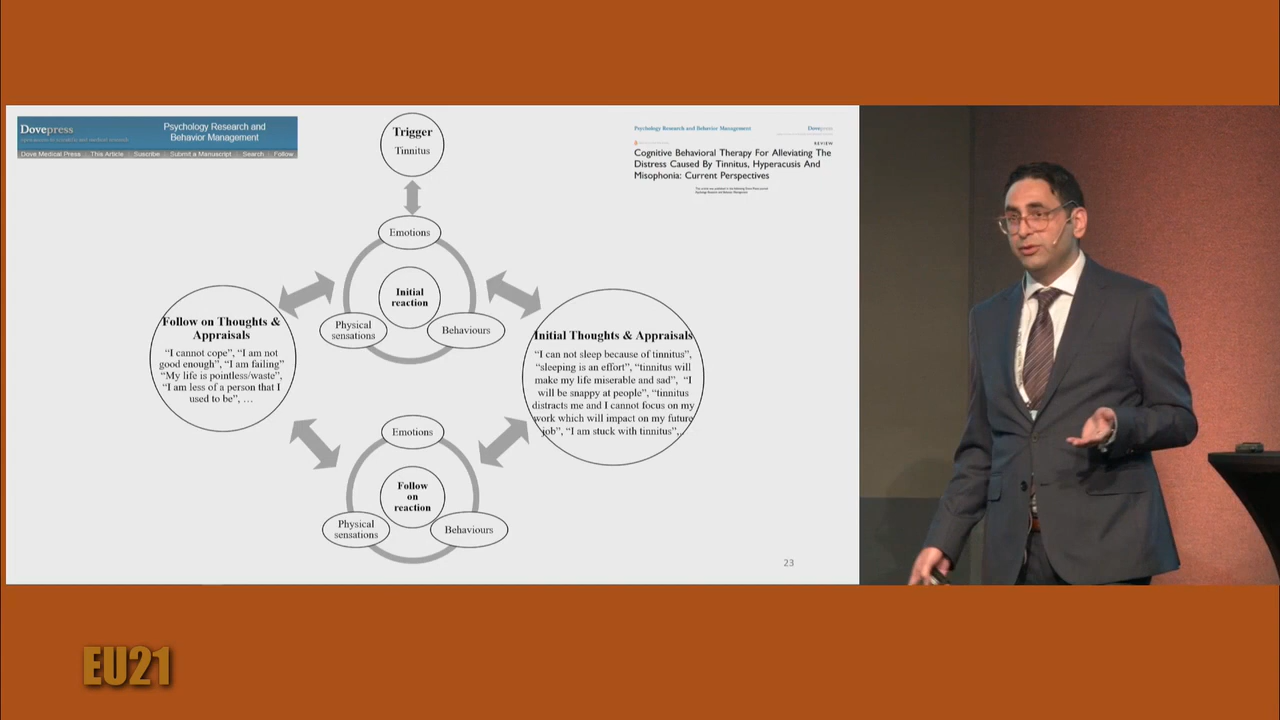 Dovepress
Psychology Research and
Behavior Management
Dove Medical Press
This Article
Suscribe
Submit a Manuscript
Search
Follow
Trigger
Tinnitus
Psychology Research and Behavior Management
Dovepress
REVIEW
Cognitive Behavioral Therapy For Alleviating The
Distress Caused By Tinnitus, Hyperacusis And
Misophonia: Current Perspectives
Emotions
Initial
reaction
Physical
sensations
Behaviours
Follow on Thoughts &
Appraisals
“I cannot cope”, “I am not
good enough”, “I am failing”
“My life is pointless/waste”,
“I am less of a person that I
used to be”, …
Initial Thoughts & Appraisals
“I can not sleep because of tinnitus”,
“sleeping is an effort”, “tinnitus will
make my life miserable and sad”, “I
will be snappy at people”, “tinnitus
distracts me and I cannot focus on my
work which will impact on my future
job”, “I am stuck with tinnitus”,..
Emotions
Follow
on
reaction
Physical
sensations
Behaviours
23
EU21